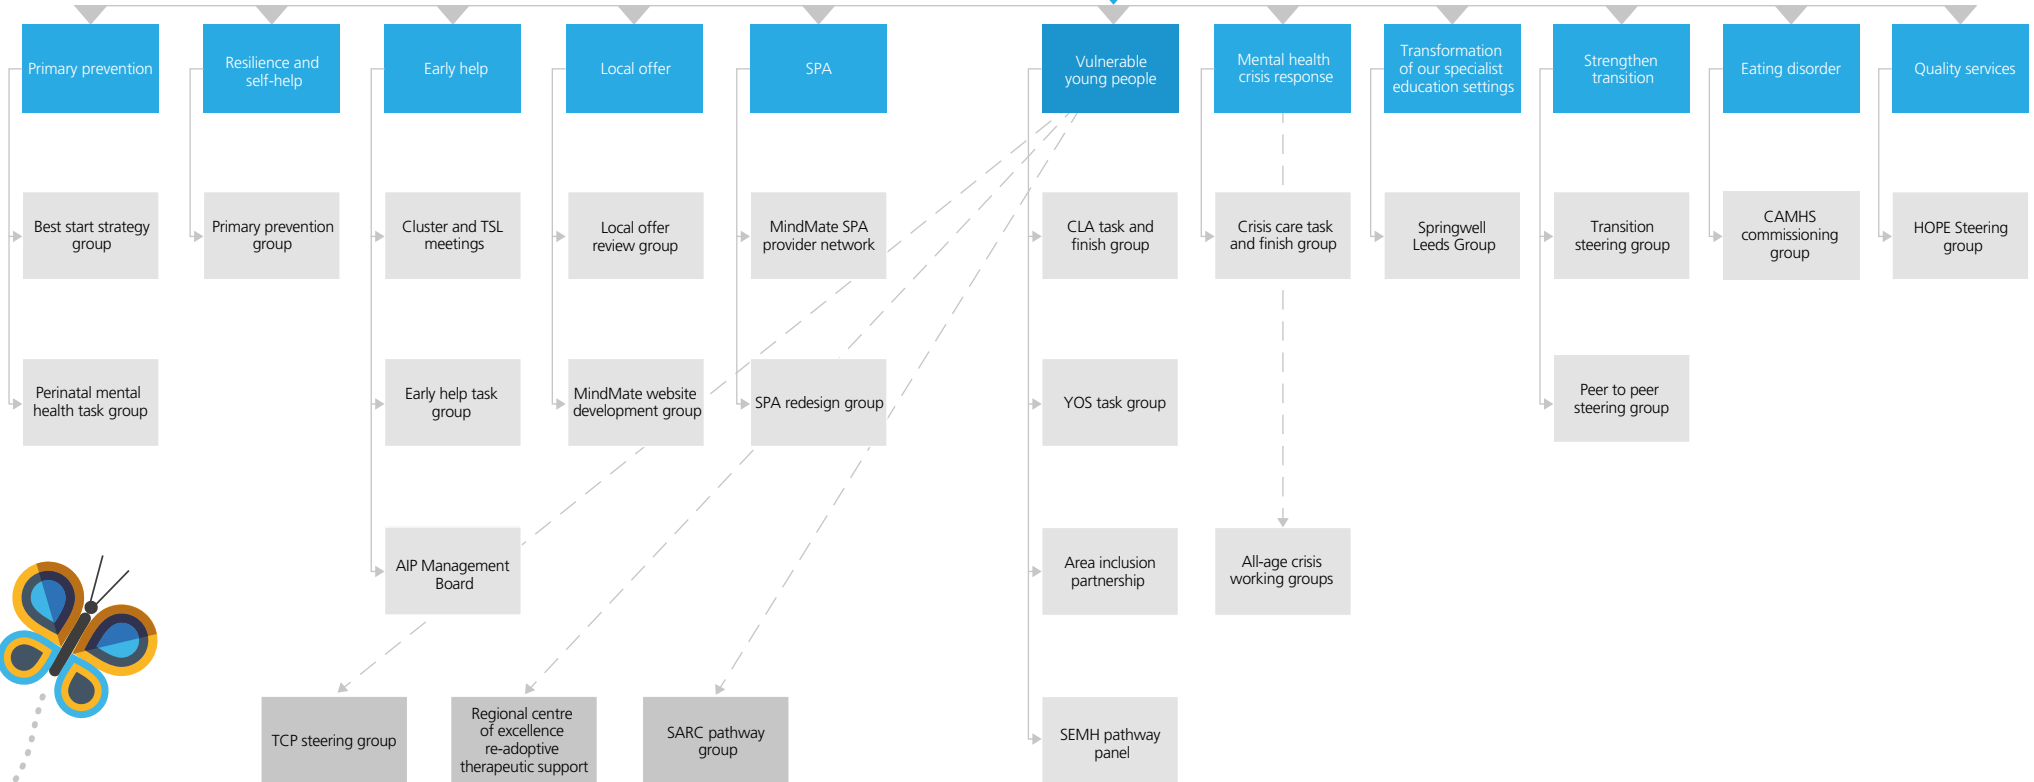 Primary prevention
Resilience and
self-help
Early help
Local offer
SPA
Vulnerable
young people
Mental health
crisis response
Transformation
of our specialist
education settings
Strengthen
transition
Eating disorder
Quality services
Best start strategy
group
Primary prevention
group
Cluster and TSL
meetings
Local offer
review group
MindMate SPA
provider network
CLA task and
finish group
Crisis care task
and finish group
Springwell
Leeds Group
Transition
steering group
CAMHS
commissioning
group
HOPE Steering
group
Perinatal mental
health task group
Early help task
group
MindMate website
development group
SPA redesign group
YOS task group
Peer to peer
steering group
AIP Management
Board
Area inclusion
partnership
All-age crisis
working groups
TCP steering group
Regional centre
of excellence
re-adoptive
therapeutic support
SARC pathway
group
SEMH pathway
panel